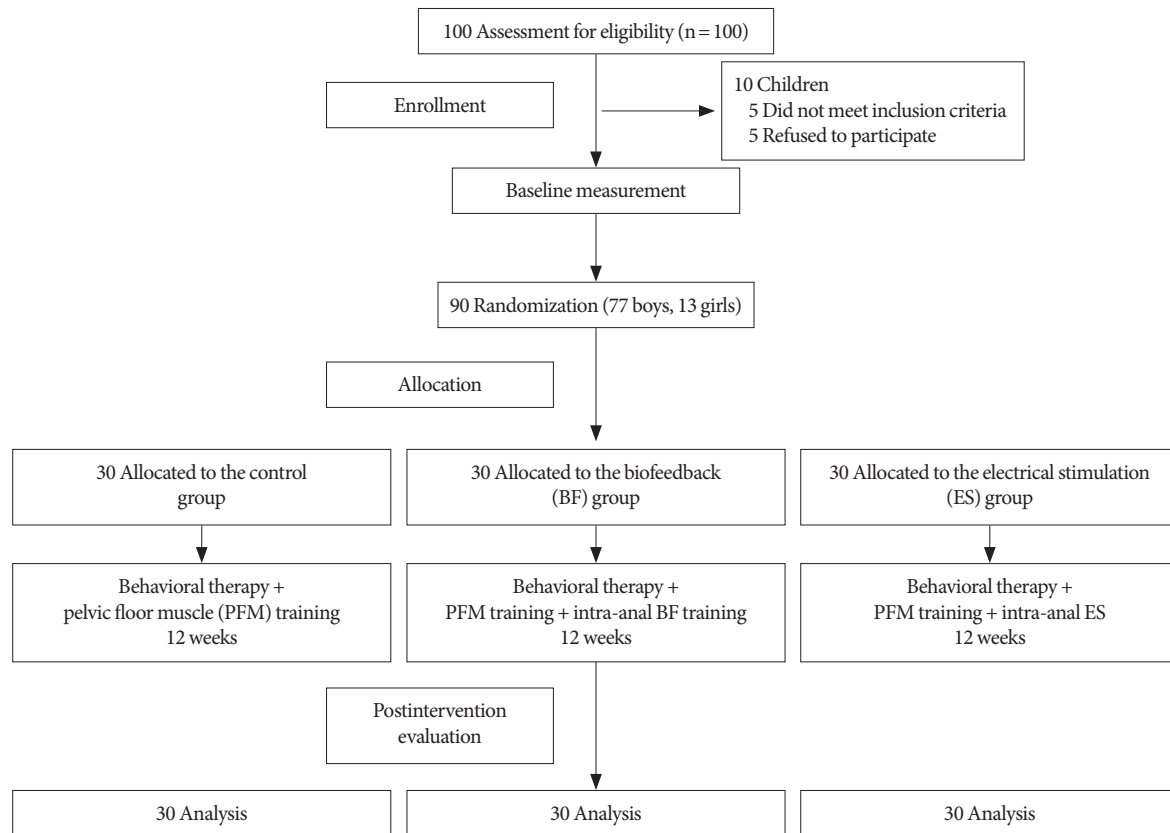 100 Assessment for eligibility (n = 100)
Enrollment
10 Children
5 Did not meet inclusion criteria
5 Refused to participate
Baseline measurement
90 Randomization (77 boys, 13 girls)
Allocation
30 Allocated to the control
group
30 Allocated to the biofeedback
(BF) group
30 Allocated to the electrical stimulation
(ES) group
Behavioral therapy +
pelvic floor muscle (PFM) training
12 weeks
Behavioral therapy +
PFM training + intra-anal BF training
12 weeks
Behavioral therapy +
PFM training + intra-anal ES
12 weeks
Postintervention
evaluation
30 Analysis
30 Analysis
30 Analysis